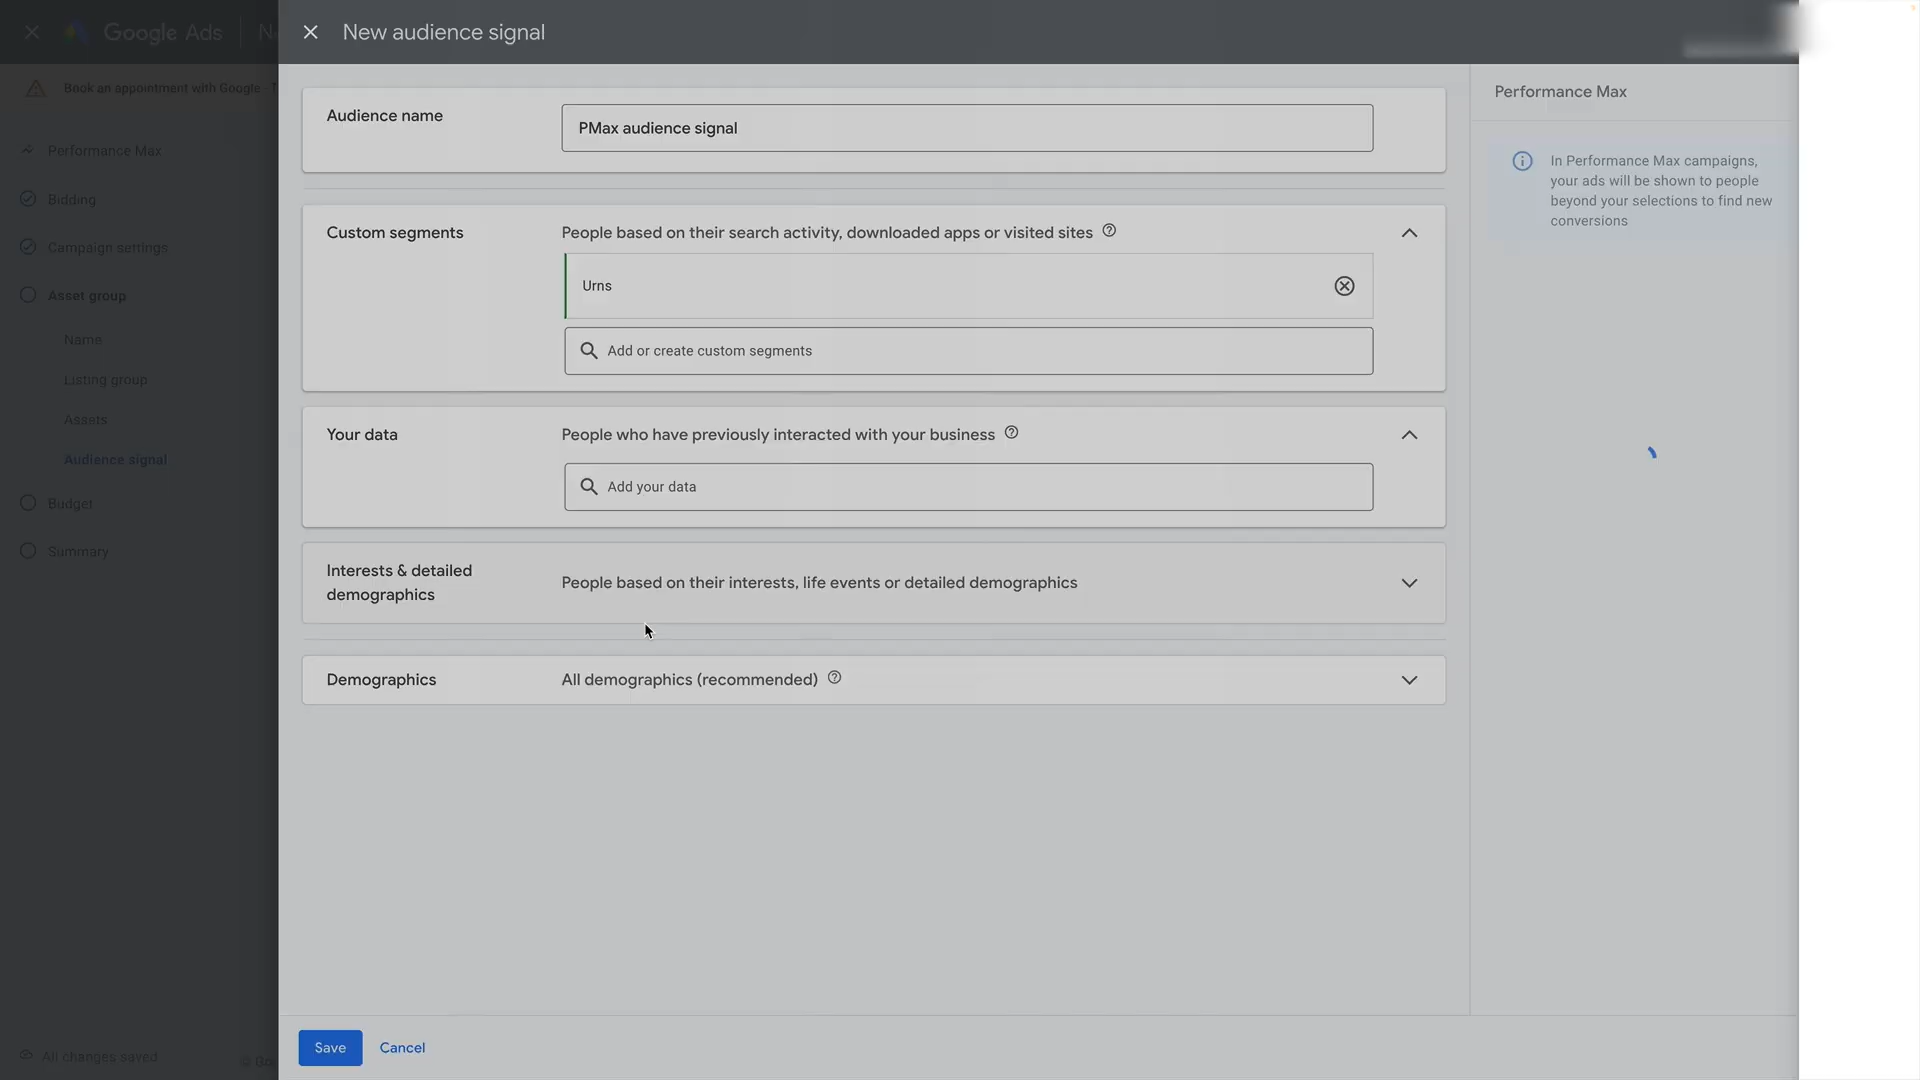 Google Ads
New audience signal
Book an appointment with Google -
Performance Max
Bidding
Campaign settings
Asset group
Name
Listing group
Assets
Audience signal
Budget
Summary
All changes saved
Audience name
PMax audience signal
Custom segments
People based on their search activity, downloaded apps or visited sites
Urns
Add or create custom segments
Your data
People who have previously interacted with your business
Add your data
Interests & detailed
demographics
People based on their interests, life events or detailed demographics
Demographics
All demographics (recommended)
Save
Cancel
Performance Max
In Performance Max campaigns,
your ads will be shown to people
beyond your selections to find new
conversions